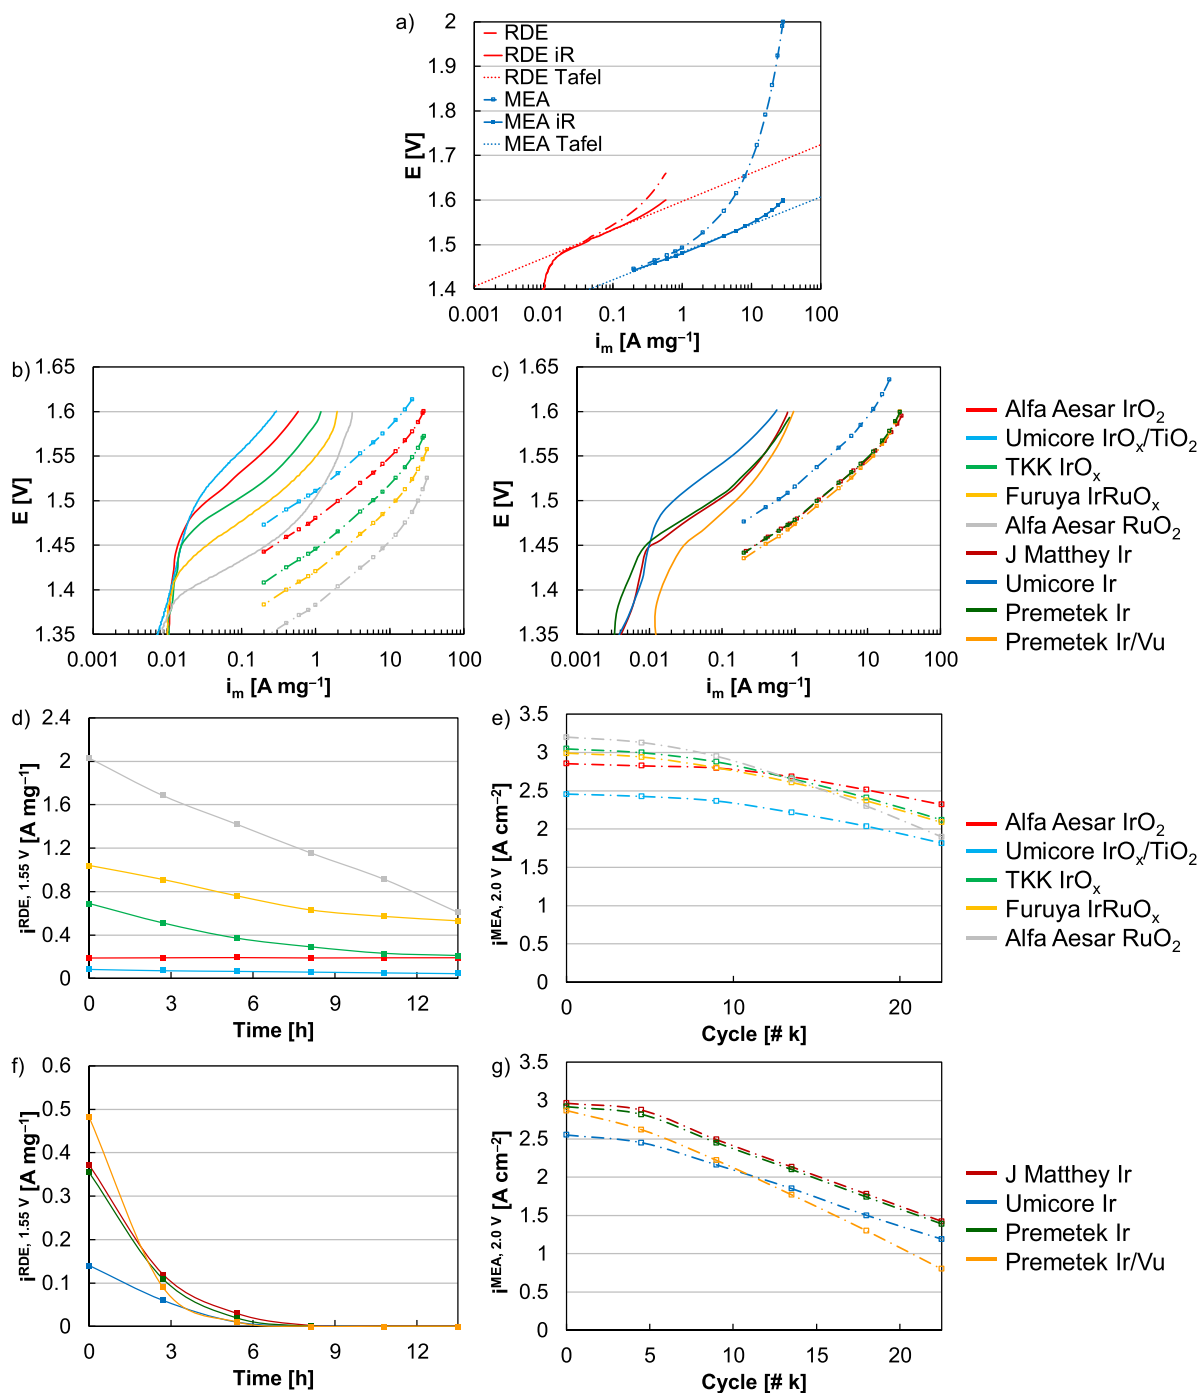 a)
E [V]
2
1.9
1.8
1.7
1.6
1.5
1.4
RDE
RDE iR
RDE Tafel
MEA
MEA iR
MEA Tafel
0.001 0.01 0.1 1 10 100
i_m [A mg⁻¹]
b)
E [V]
1.65
1.6
1.55
1.5
1.45
1.4
1.35
0.001 0.01 0.1 1 10 100
i_m [A mg⁻¹]
c)
E [V]
1.65
1.6
1.55
1.5
1.45
1.4
1.35
0.001 0.01 0.1 1 10 100
i_m [A mg⁻¹]
Alfa Aesar IrO₂
Umicore IrOₓ/TiO₂
TKK IrOₓ
Furuya IrRuOₓ
Alfa Aesar RuO₂
J Matthey Ir
Umicore Ir
Premetek Ir
Premetek Ir/Vu
d)
i^RDE, 1.55 V [A mg⁻¹]
2.4
2
1.6
1.2
0.8
0.4
0
0 3 6 9 12
Time [h]
e)
i^MEA, 2.0 V [A cm⁻²]
3.5
3
2.5
2
1.5
1
0.5
0
0 10 20
Cycle [# k]
Alfa Aesar IrO₂
Umicore IrOₓ/TiO₂
TKK IrOₓ
Furuya IrRuOₓ
Alfa Aesar RuO₂
f)
i^RDE, 1.55 V [A mg⁻¹]
0.6
0.5
0.4
0.3
0.2
0.1
0
0 3 6 9 12
Time [h]
g)
i^MEA, 2.0 V [A cm⁻²]
3.5
3
2.5
2
1.5
1
0.5
0
0 5 10 15 20
Cycle [# k]
J Matthey Ir
Umicore Ir
Premetek Ir
Premetek Ir/Vu